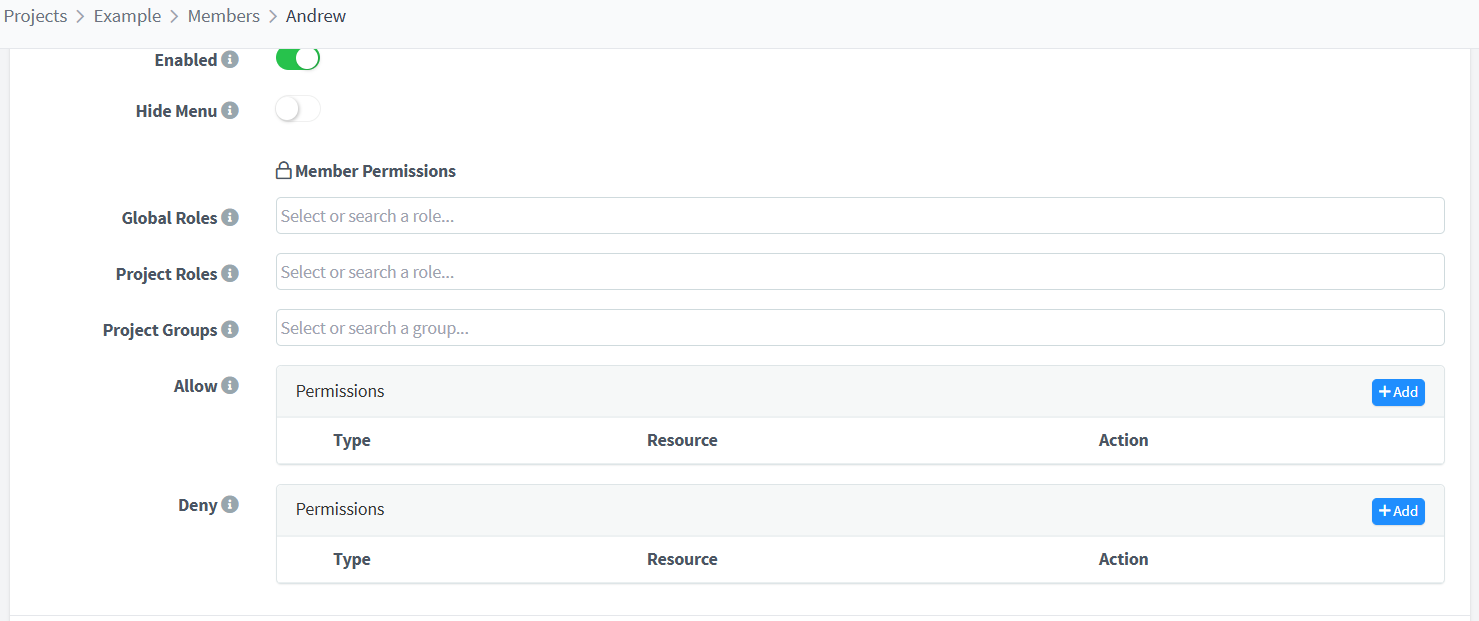 Projects > Example > Members > Andrew
Enabled
Hide Menu
Member Permissions
Global Roles Select or search a role...
Project Roles Select or search a role...
Project Groups Select or search a group...
Allow Permissions + Add
Type Resource Action
Deny Permissions + Add
Type Resource Action